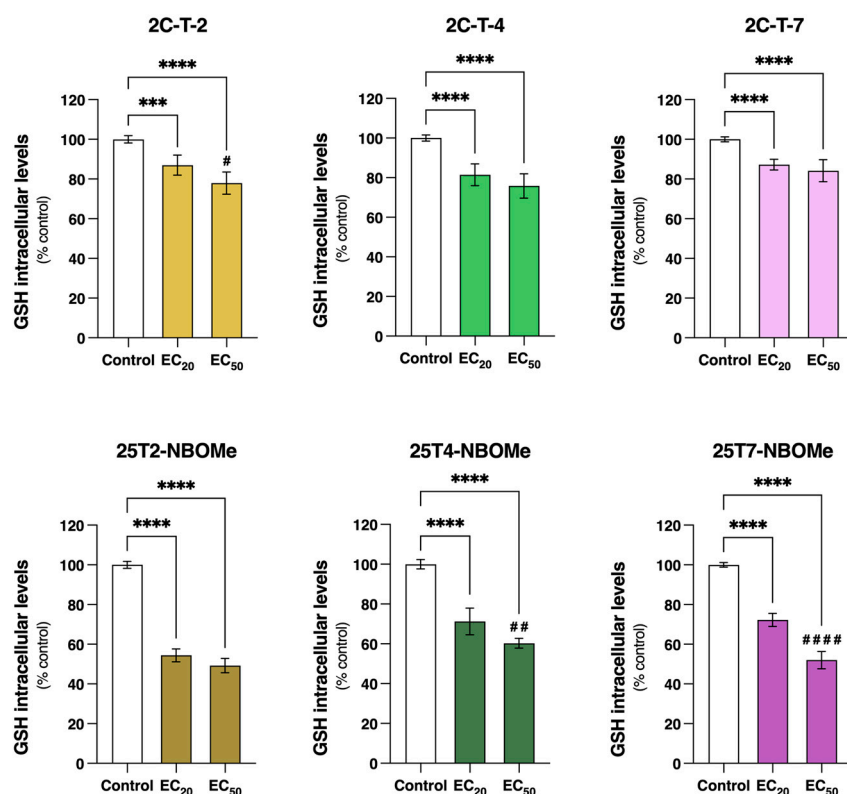 2C-T-2
2C-T-4
2C-T-7
****
***
#
120
100
80
60
40
20
0
GSH intracellular levels
(% control)
Control EC20 EC50
****
****
120
100
80
60
40
20
0
GSH intracellular levels
(% control)
Control EC20 EC50
****
****
120
100
80
60
40
20
0
GSH intracellular levels
(% control)
Control EC20 EC50
25T2-NBOMe
25T4-NBOMe
25T7-NBOMe
****
****
120
100
80
60
40
20
0
GSH intracellular levels
(% control)
Control EC20 EC50
****
****
##
120
100
80
60
40
20
0
GSH intracellular levels
(% control)
Control EC20 EC50
****
****
####
120
100
80
60
40
20
0
GSH intracellular levels
(% control)
Control EC20 EC50